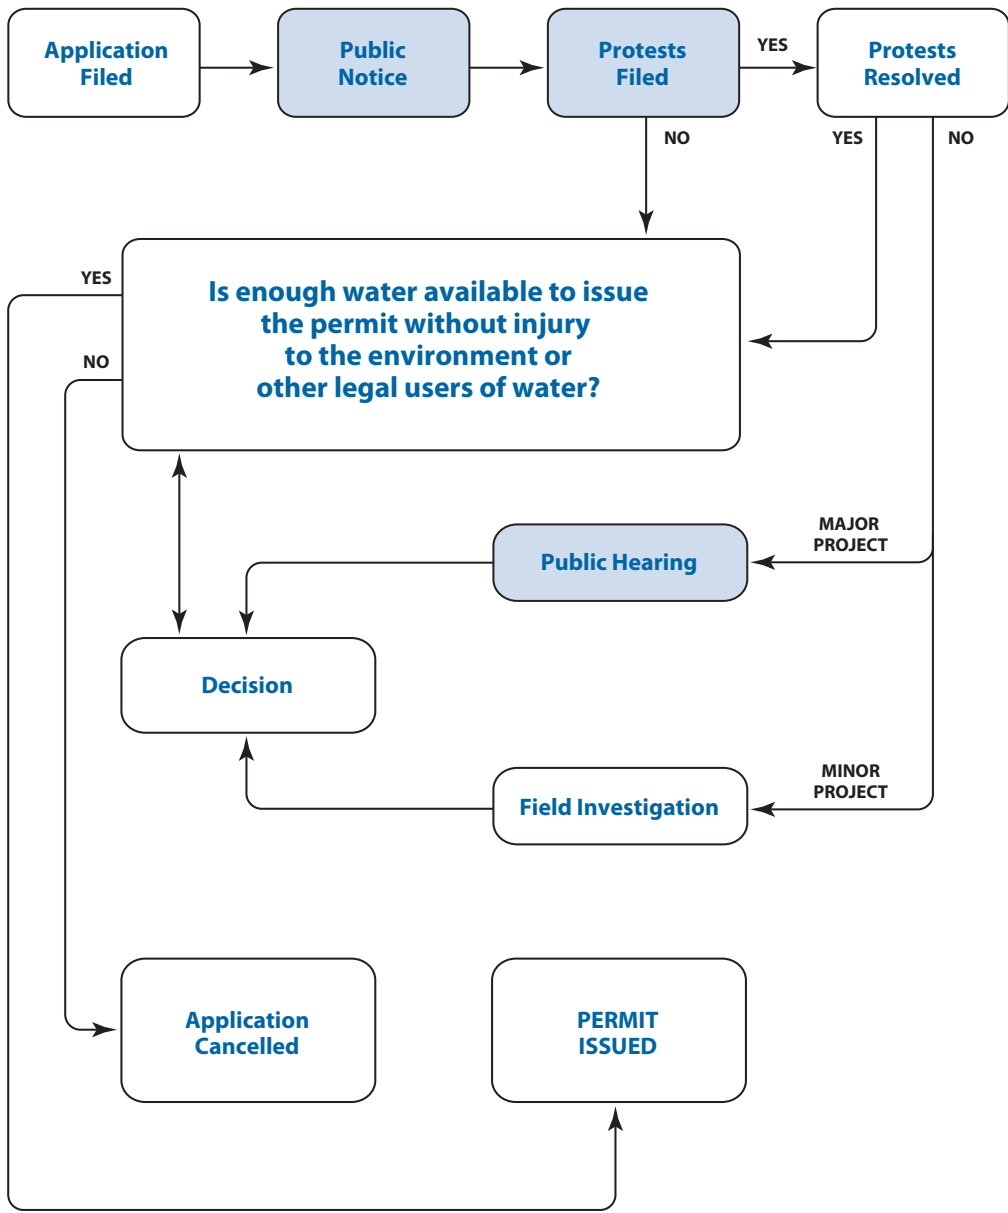 Application
Filed
Public
Notice
Protests
Filed
YES
Protests
Resolved
NO
YES
NO
YES
Is enough water available to issue
the permit without injury
to the environment or
other legal users of water?
NO
MAJOR
PROJECT
Public Hearing
Decision
MINOR
PROJECT
Field Investigation
Application
Cancelled
PERMIT
ISSUED